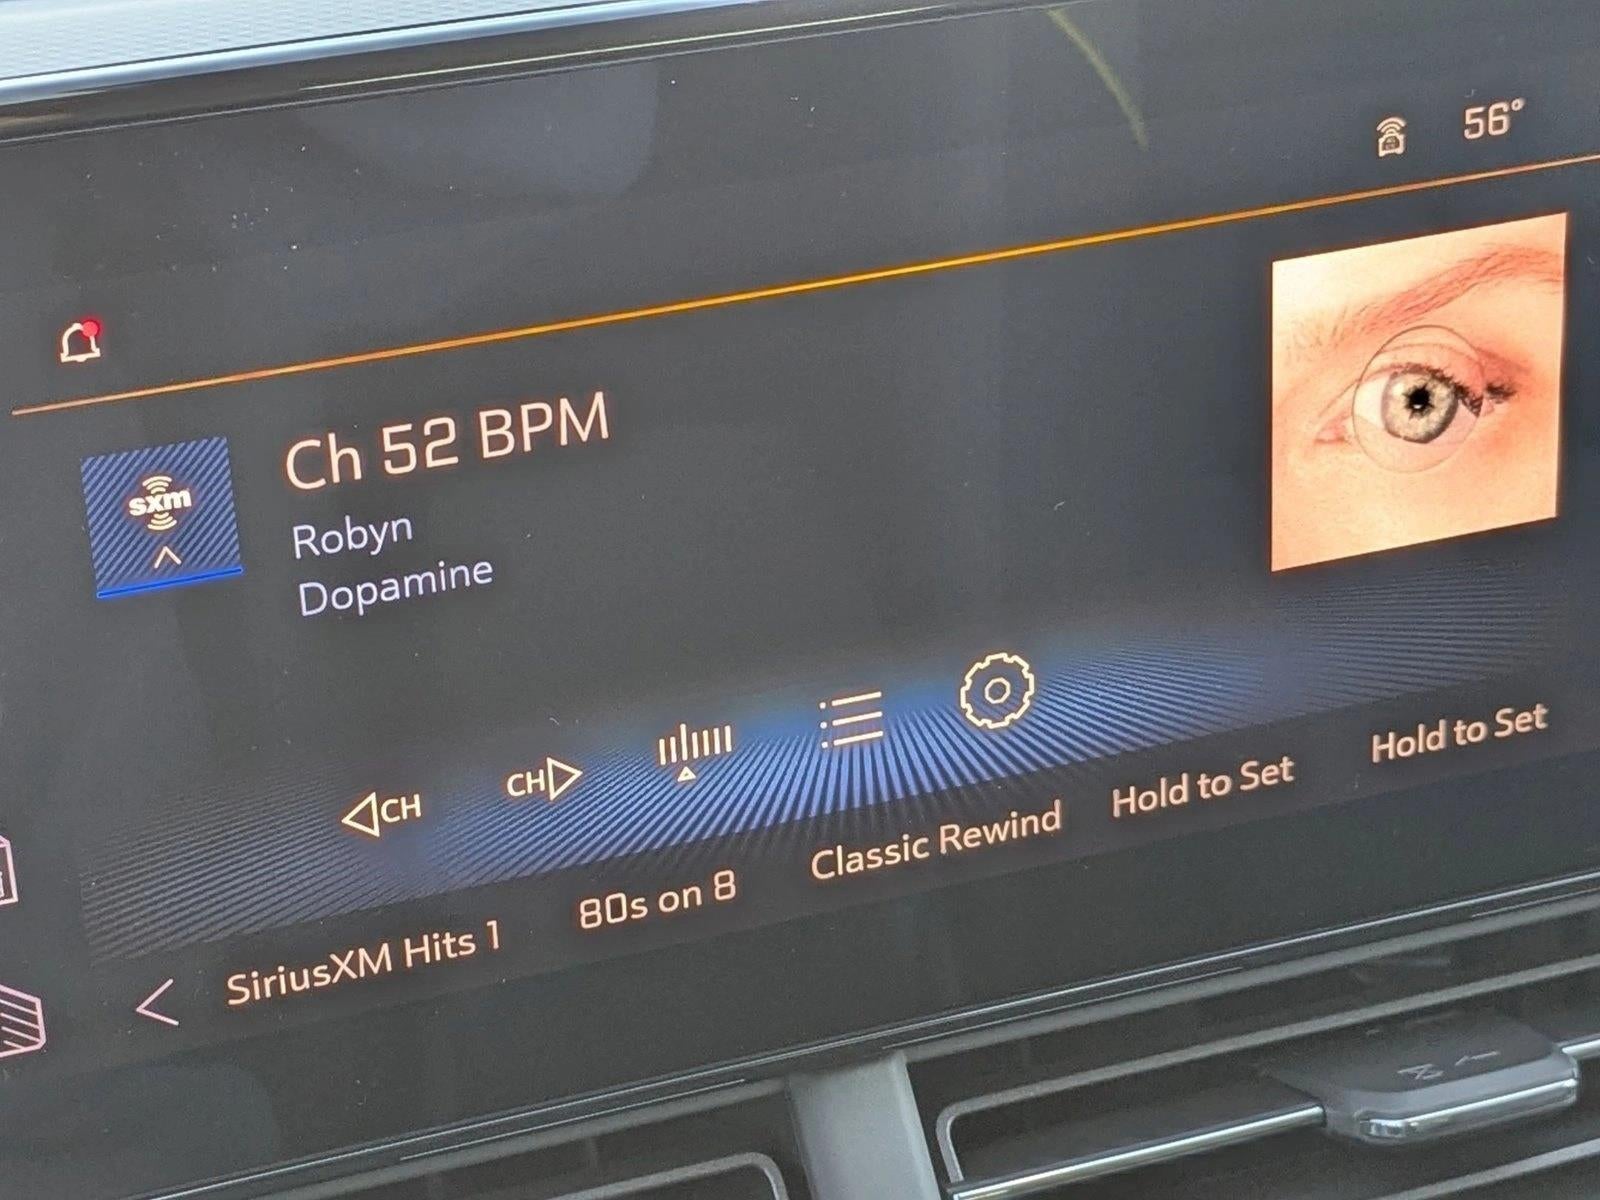 56°
sxm
Ch 52 BPM
Robyn
Dopamine
CH
CH
SiriusXM Hits 1
80s on 8
Classic Rewind
Hold to Set
Hold to Set